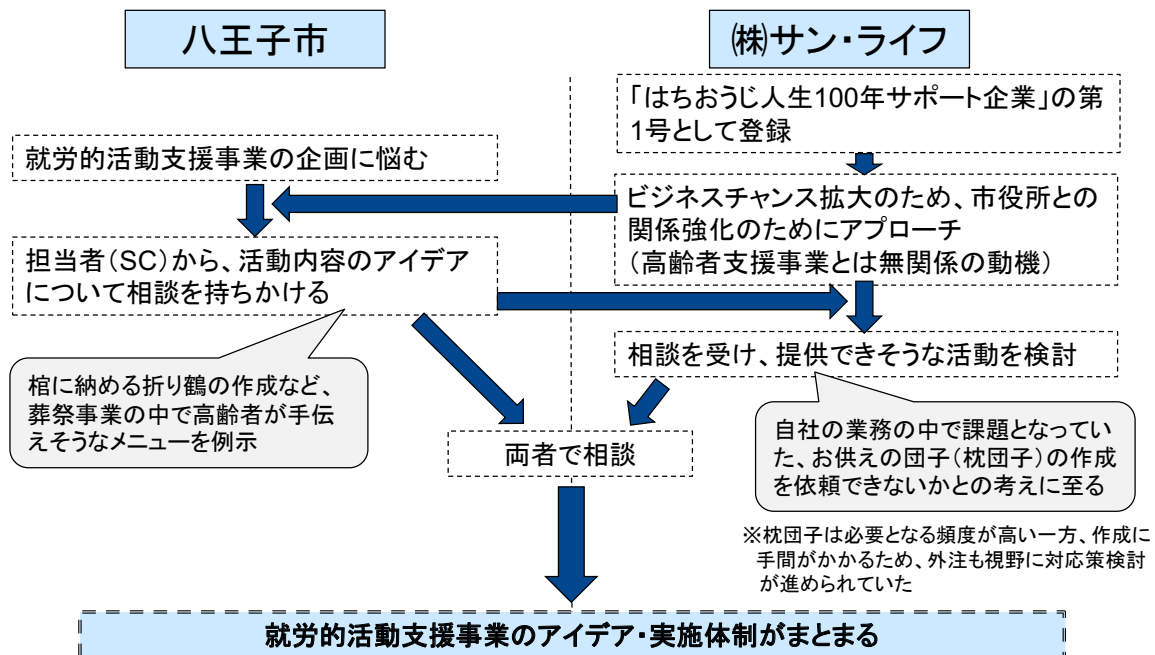 八王子市
㈱サン・ライフ
「はちおうじ人生100年サポート企業」の第
1号として登録
就労的活動支援事業の企画に悩む
ビジネスチャンス拡大のため、市役所との
関係強化のためにアプローチ
（高齢者支援事業とは無関係の動機）
担当者（SC）から、活動内容のアイデア
について相談を持ちかける
相談を受け、提供できそうな活動を検討
棺に納める折り鶴の作成など、
葬祭事業の中で高齢者が手伝
えそうなメニューを例示
自社の業務の中で課題となってい
た、お供えの団子（枕団子）の作成
を依頼できないかとの考えに至る
両者で相談
※枕団子は必要となる頻度が高い一方、作成に
手間がかかるため、外注も視野に対応策検討
が進められていた
就労的活動支援事業のアイデア・実施体制がまとまる